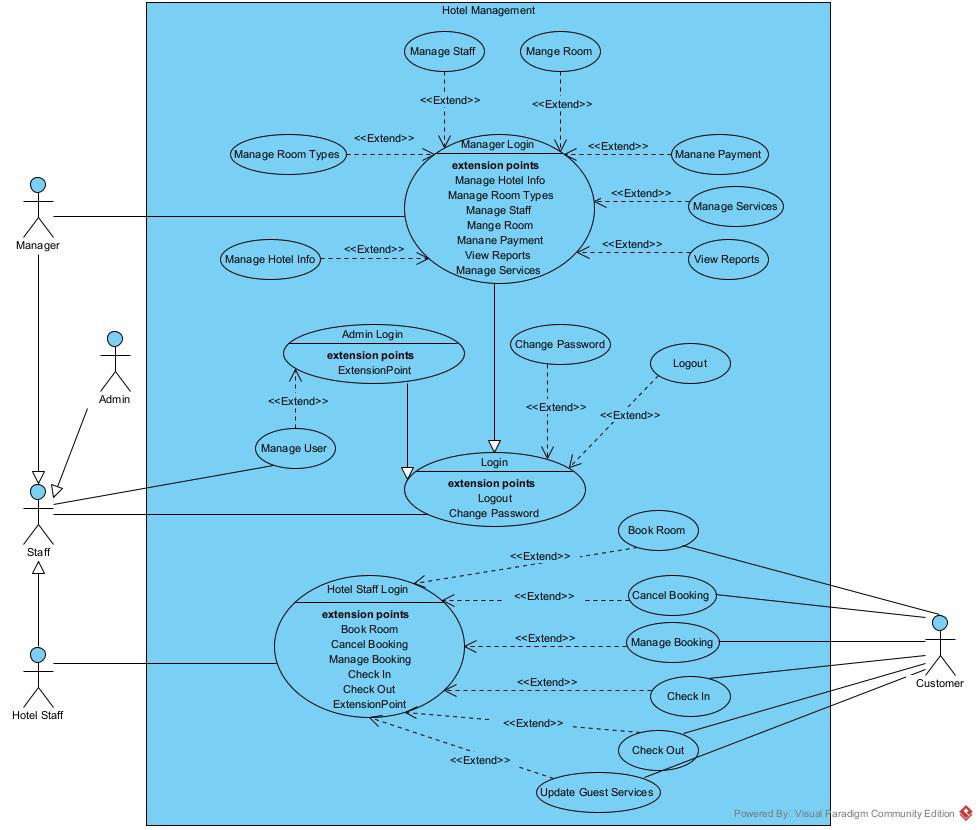 Hotel Management
Manage Staff
Mange Room
<<Extend>>
<<Extend>>
Manage Room Types
<<Extend>>
Manager Login
extension points
Manage Hotel Info
Manage Room Types
Manage Staff
Mange Room
Manane Payment
View Reports
Manage Services
<<Extend>>
Manane Payment
<<Extend>>
Manage Services
<<Extend>>
View Reports
Manager
Manage Hotel Info
<<Extend>>
Admin Login
extension points
ExtensionPoint
Change Password
Logout
Admin
<<Extend>>
<<Extend>>
<<Extend>>
Manage User
Login
extension points
Logout
Change Password
Staff
Book Room
<<Extend>>
Hotel Staff Login
extension points
Book Room
Cancel Booking
Manage Booking
Check In
Check Out
ExtensionPoint
<<Extend>>
Cancel Booking
<<Extend>>
Manage Booking
<<Extend>>
Check In
Customer
Hotel Staff
<<Extend>>
Check Out
<<Extend>>
Update Guest Services
Powered By Visual Paradigm Community Edition